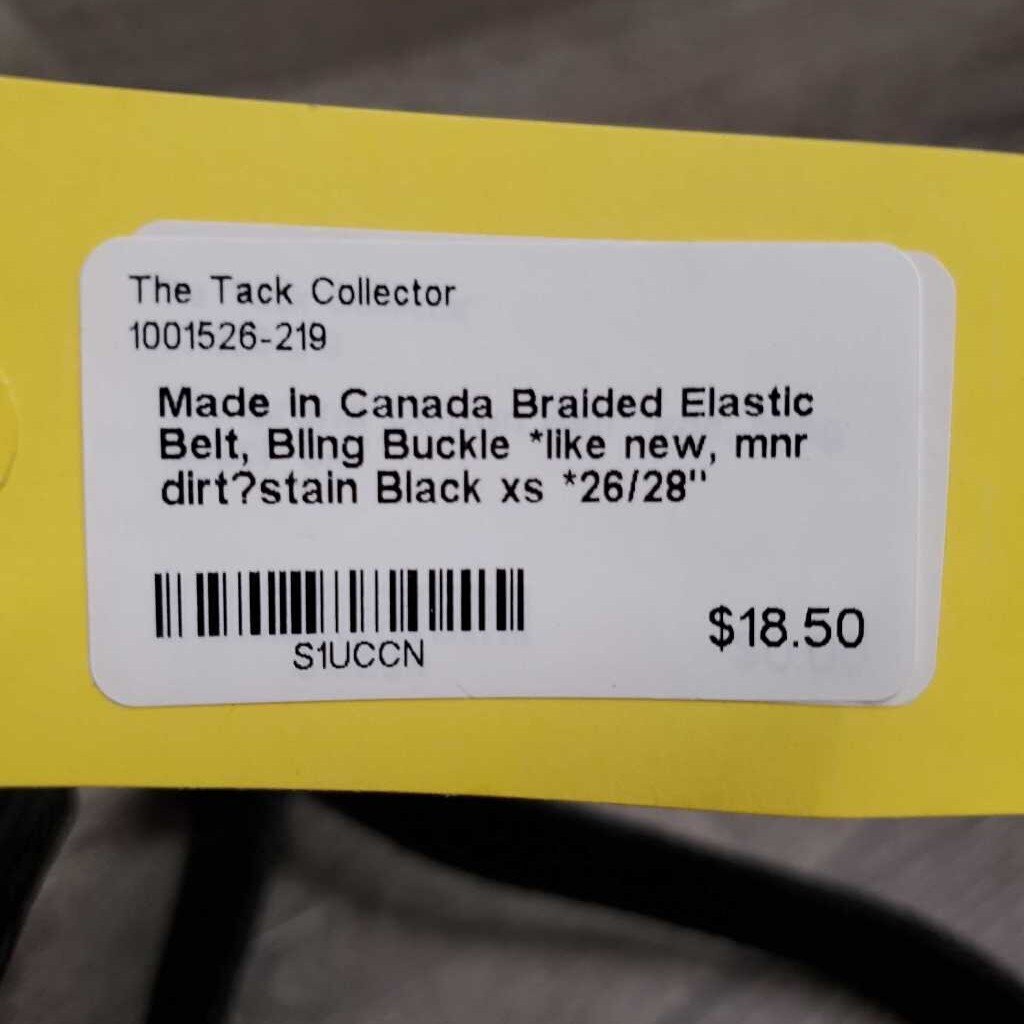 The Tack Collector
1001526-219
Made in Canada Braided Elastic
Belt, Bling Buckle *like new, mnr
dirt?stain Black xs *26/28"
S1UCCN
$18.50